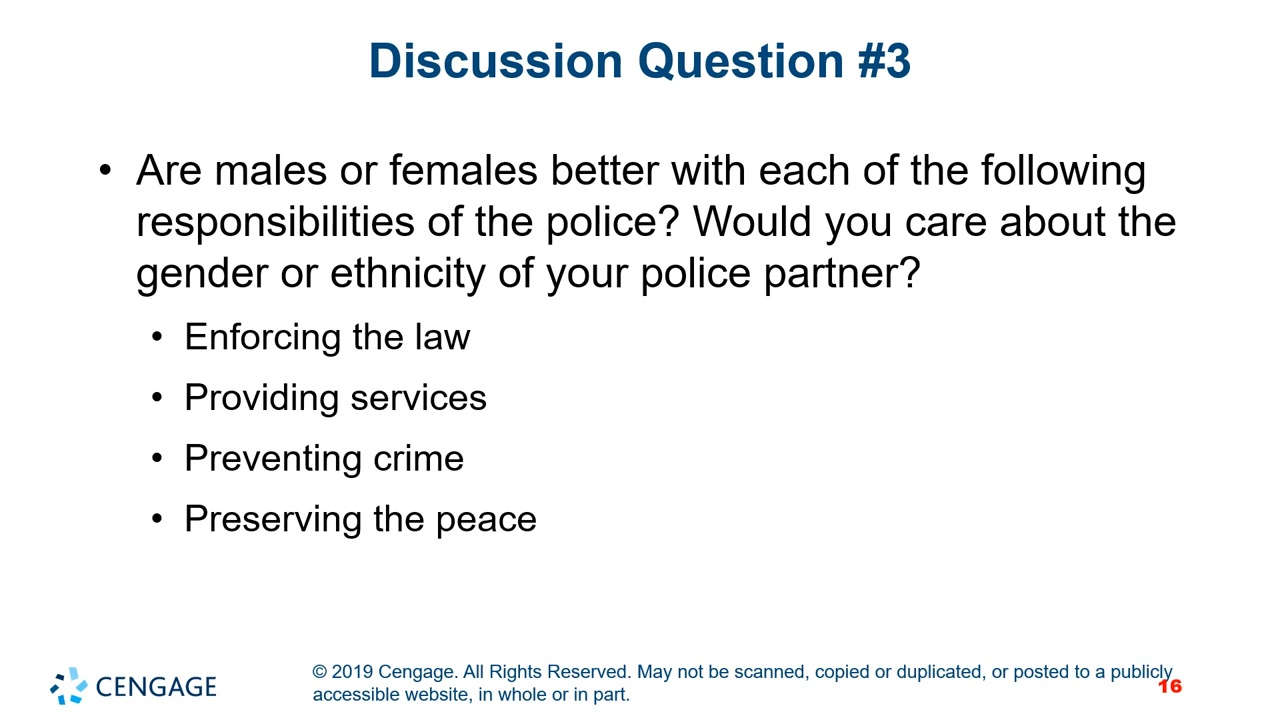 Discussion Question #3
• Are males or females better with each of the following
responsibilities of the police? Would you care about the
gender or ethnicity of your police partner?
• Enforcing the law
• Providing services
• Preventing crime
• Preserving the peace
CENGAGE
© 2019 Cengage. All Rights Reserved. May not be scanned, copied or duplicated, or posted to a publicly
accessible website, in whole or in part.
16